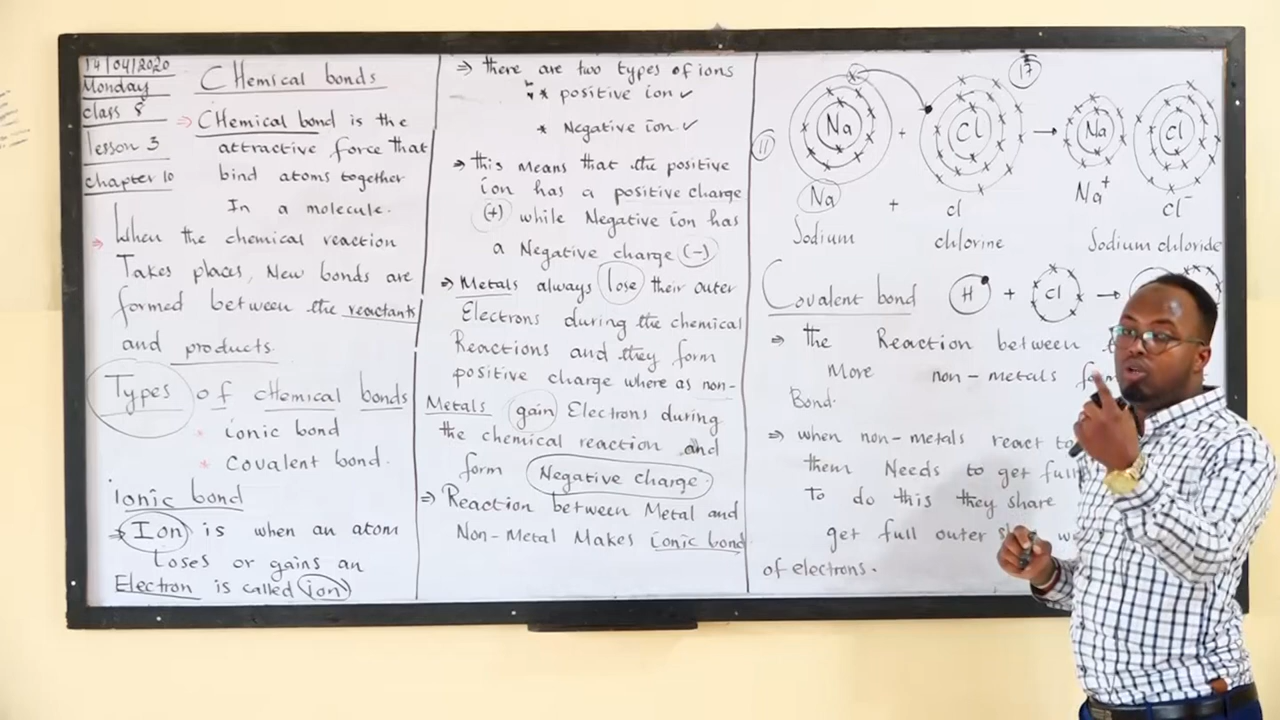 14/04/2020
Monday
class 8
lesson 3
chapter 10
CHemical bonds
⇒ CHemical bond is the
attractive force that
bind atoms together
In a molecule.
⇒ When the chemical reaction
Takes places, New bonds are
formed between the reactants
and products.
Types of chemical bonds
* ionic bond
* Covalent bond.
Ionic bond
⇒ Ion is when an atom
Loses or gains an
Electron is called ion
⇒ there are two types of ions
* positive ion ✓
* Negative ion ✓
⇒ this means that the positive
ion has a positive charge
(+) while Negative ion has
a Negative charge (-)
⇒ Metals always lose their outer
Electrons during the chemical
Reactions and they form
positive charge where as non-
Metals gain Electrons during
the chemical reaction and
form Negative charge.
⇒ Reaction between Metal and
Non-Metal Makes ionic bond
11 Na + Cl 17 → Na Cl
Na + cl Na⁺ cl⁻
Sodium chlorine Sodium chloride
Covalent bond H + Cl →
⇒ the Reaction between
More non-metals
Bond.
⇒ when non-metals react
them Needs to get full
To do this they share
get full outer
of electrons.